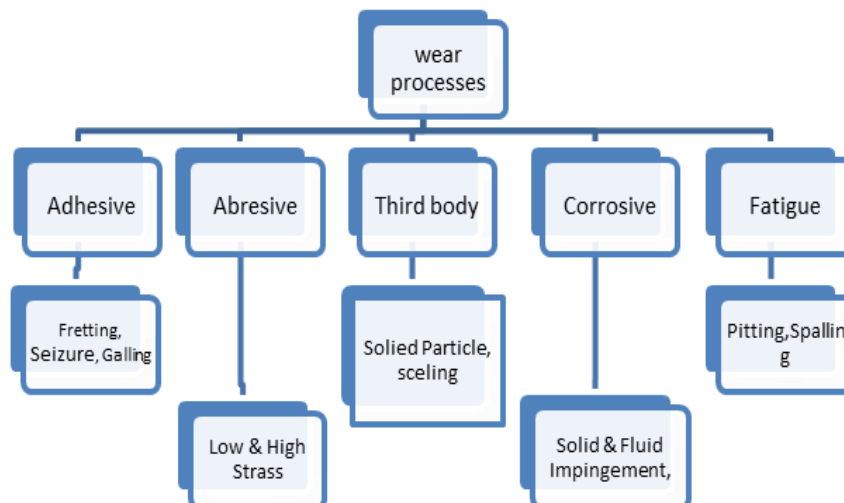 wear
processes
Adhesive
Abresive
Third body
Corrosive
Fatigue
Fretting,
Seizure, Galling
Solied Particle,
sceling
Pitting,Spallin
g
Low & High
Strass
Solid & Fluid
Impingement,